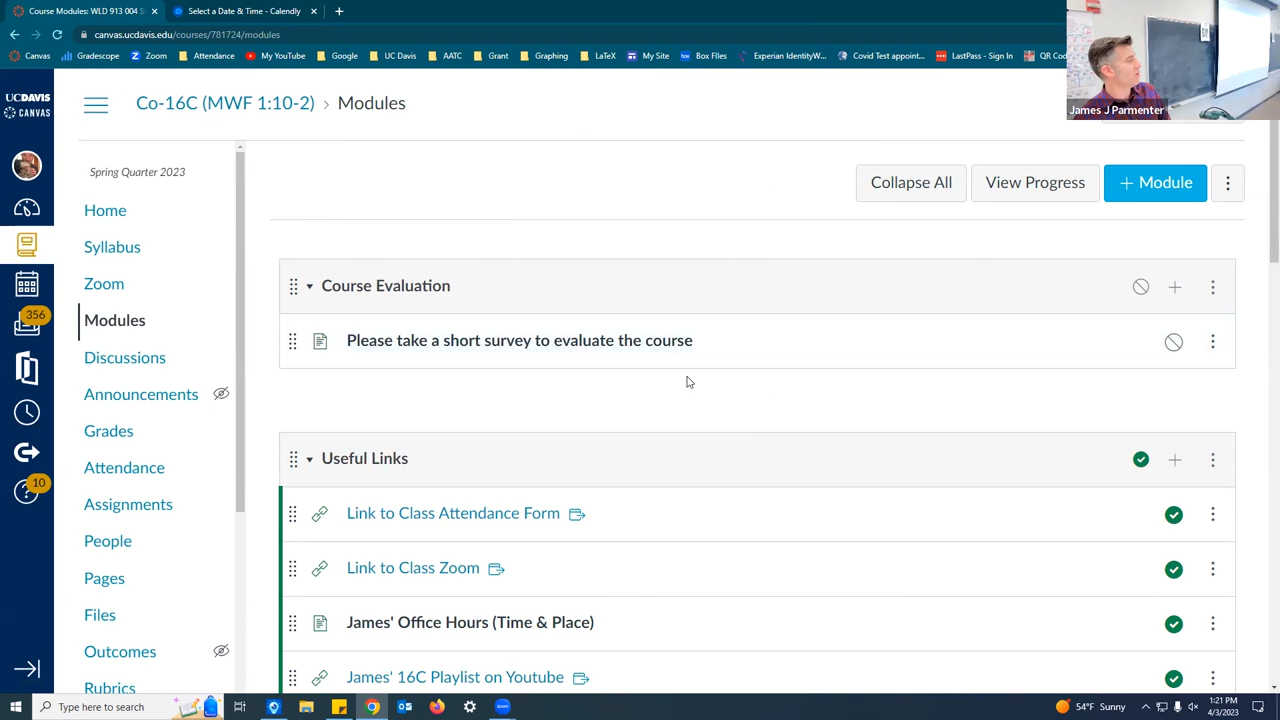 Course Modules: WLD 913 004 S
Select a Date & Time - Calendly
canvas.ucdavis.edu/courses/781724/modules
Canvas
Gradescope
Zoom
Attendance
My YouTube
Google
UC Davis
AATC
Grant
Graphing
LaTeX
My Site
Box Files
Experian IdentityW...
Covid Test appoint...
LastPass - Sign In
QR Co
James J Parmenter
UCDAVIS
CANVAS
Co-16C (MWF 1:10-2) › Modules
Spring Quarter 2023
Home
Syllabus
Zoom
Modules
Discussions
Announcements
Grades
Attendance
Assignments
People
Pages
Files
Outcomes
Rubrics
356
10
Collapse All
View Progress
+ Module
Course Evaluation
Please take a short survey to evaluate the course
Useful Links
Link to Class Attendance Form
Link to Class Zoom
James' Office Hours (Time & Place)
James' 16C Playlist on Youtube
Type here to search
54°F Sunny
1:21 PM
4/3/2023